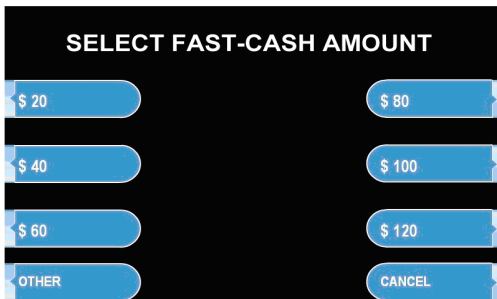 SELECT FAST-CASH AMOUNT
$ 20
$ 80
$ 40
$ 100
$ 60
$ 120
OTHER
CANCEL